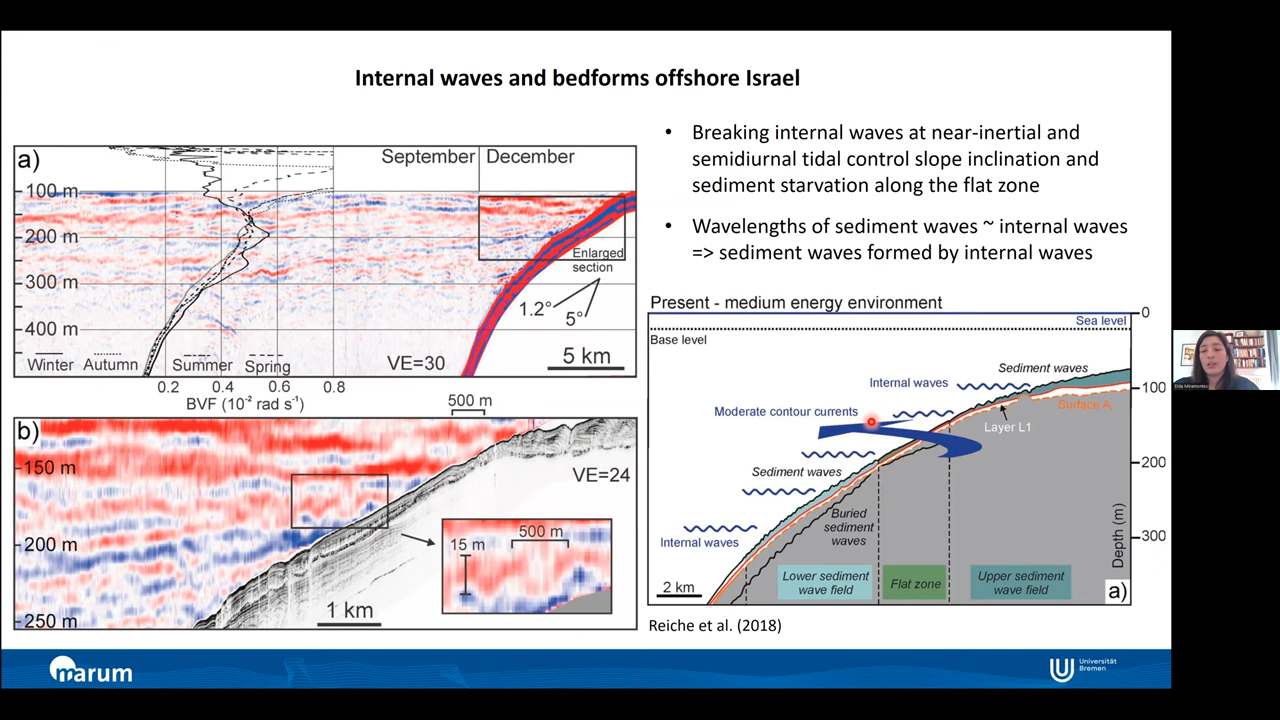 Internal waves and bedforms offshore Israel
a)
September
December
100 m
200 m
300 m
400 m
Enlarged
section
1.2°
5°
Winter
Autumn
Summer
Spring
VE=30
5 km
0.2
0.4
0.6
0.8
BVF (10⁻² rad s⁻¹)
500 m
b)
150 m
200 m
250 m
VE=24
15 m
500 m
1 km
• Breaking internal waves at near-inertial and
semidiurnal tidal control slope inclination and
sediment starvation along the flat zone
• Wavelengths of sediment waves ~ internal waves
=> sediment waves formed by internal waves
Present - medium energy environment
0
Sea level
Base level
Sediment waves
Internal waves
100
Surface A
Moderate contour currents
Layer L1
200
Sediment waves
Buried
sediment
waves
Internal waves
300
Depth (m)
2 km
Lower sediment
wave field
Flat zone
Upper sediment
wave field
a)
Reiche et al. (2018)
marum
Universität
Bremen
Elda Miramontes